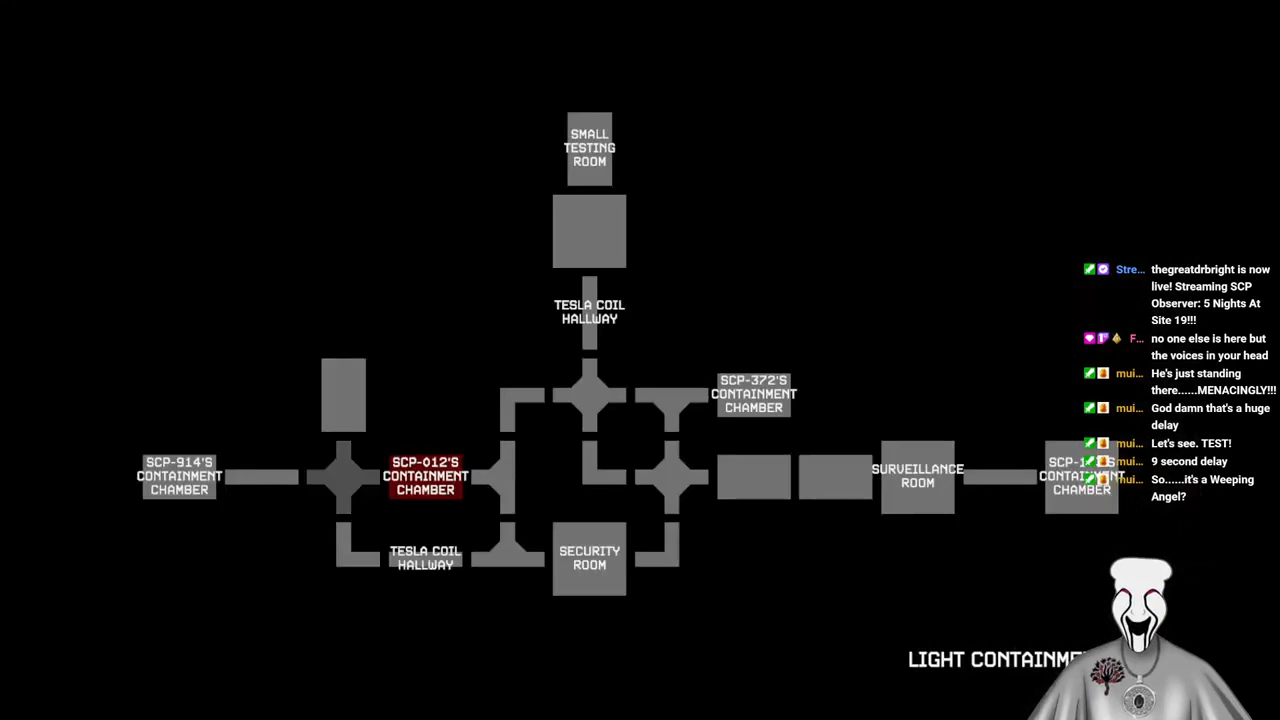 SMALL
TESTING
ROOM
TESLA COIL
HALLWAY
SCP-372'S
CONTAINMENT
CHAMBER
SCP-914'S
CONTAINMENT
CHAMBER
SCP-012'S
CONTAINMENT
CHAMBER
SURVEILLANCE
ROOM
CONTAINMENT
CHAMBER
TESLA COIL
HALLWAY
SECURITY
ROOM
LIGHT
Stre... thegreatdrbright is now
live! Streaming SCP
Observer: 5 Nights At
Site 19!!!
F... no one else is here but
the voices in your head
mui... He's just standing
there......MENACINGLY!!!
mui... God damn that's a huge
delay
mui... Let's see. TEST!
mui... 9 second delay
mui... So......it's a Weeping
Angel?